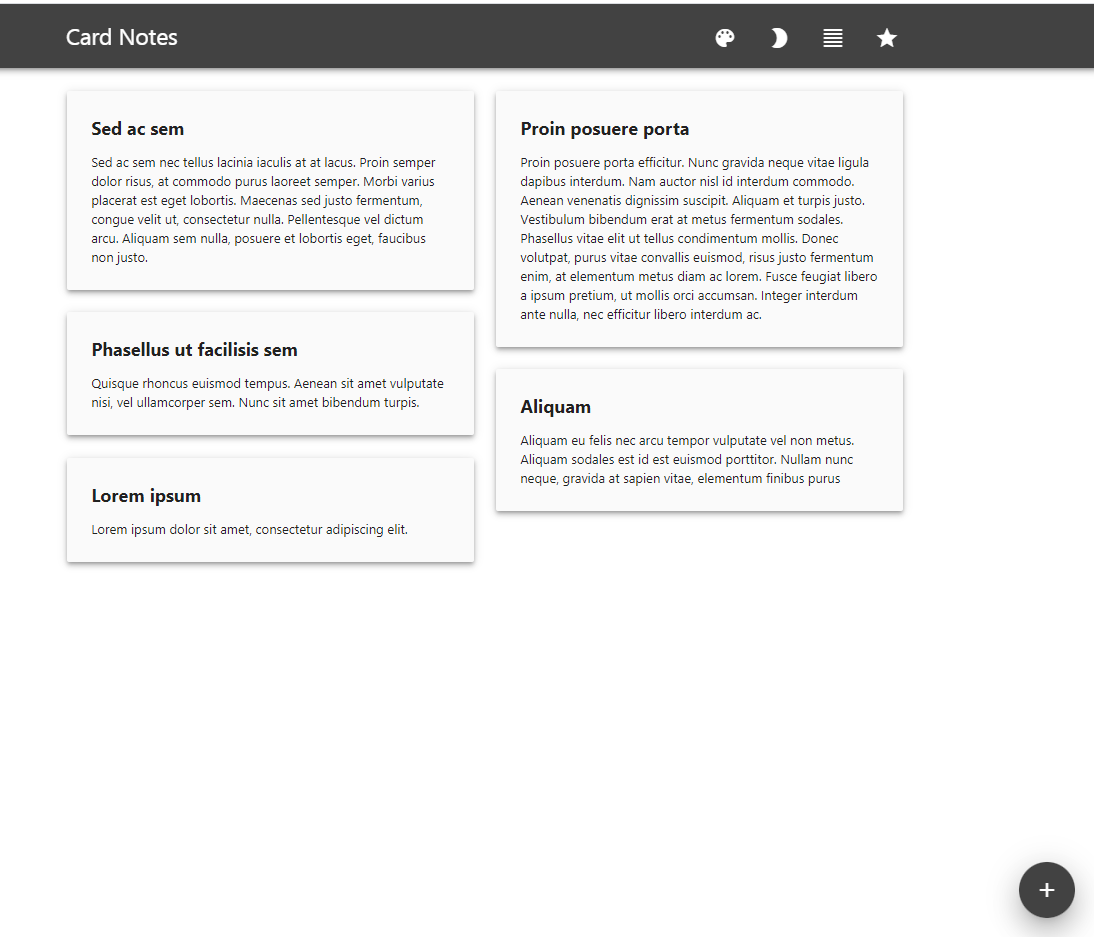 Card Notes
Sed ac sem
Sed ac sem nec tellus lacinia iaculis at at lacus. Proin semper
dolor risus, at commodo purus laoreet semper. Morbi varius
placerat est eget lobortis. Maecenas sed justo fermentum,
congue velit ut, consectetur nulla. Pellentesque vel dictum
arcu. Aliquam sem nulla, posuere et lobortis eget, faucibus
non justo.
Phasellus ut facilisis sem
Quisque rhoncus euismod tempus. Aenean sit amet vulputate
nisi, vel ullamcorper sem. Nunc sit amet bibendum turpis.
Lorem ipsum
Lorem ipsum dolor sit amet, consectetur adipiscing elit.
Proin posuere porta
Proin posuere porta efficitur. Nunc gravida neque vitae ligula
dapibus interdum. Nam auctor nisl id interdum commodo.
Aenean venenatis dignissim suscipit. Aliquam et turpis justo.
Vestibulum bibendum erat at metus fermentum sodales.
Phasellus vitae elit ut tellus condimentum mollis. Donec
volutpat, purus vitae convallis euismod, risus justo fermentum
enim, at elementum metus diam ac lorem. Fusce feugiat libero
a ipsum pretium, ut mollis orci accumsan. Integer interdum
ante nulla, nec efficitur libero interdum ac.
Aliquam
Aliquam eu felis nec arcu tempor vulputate vel non metus.
Aliquam sodales est id est euismod porttitor. Nullam nunc
neque, gravida at sapien vitae, elementum finibus purus
+